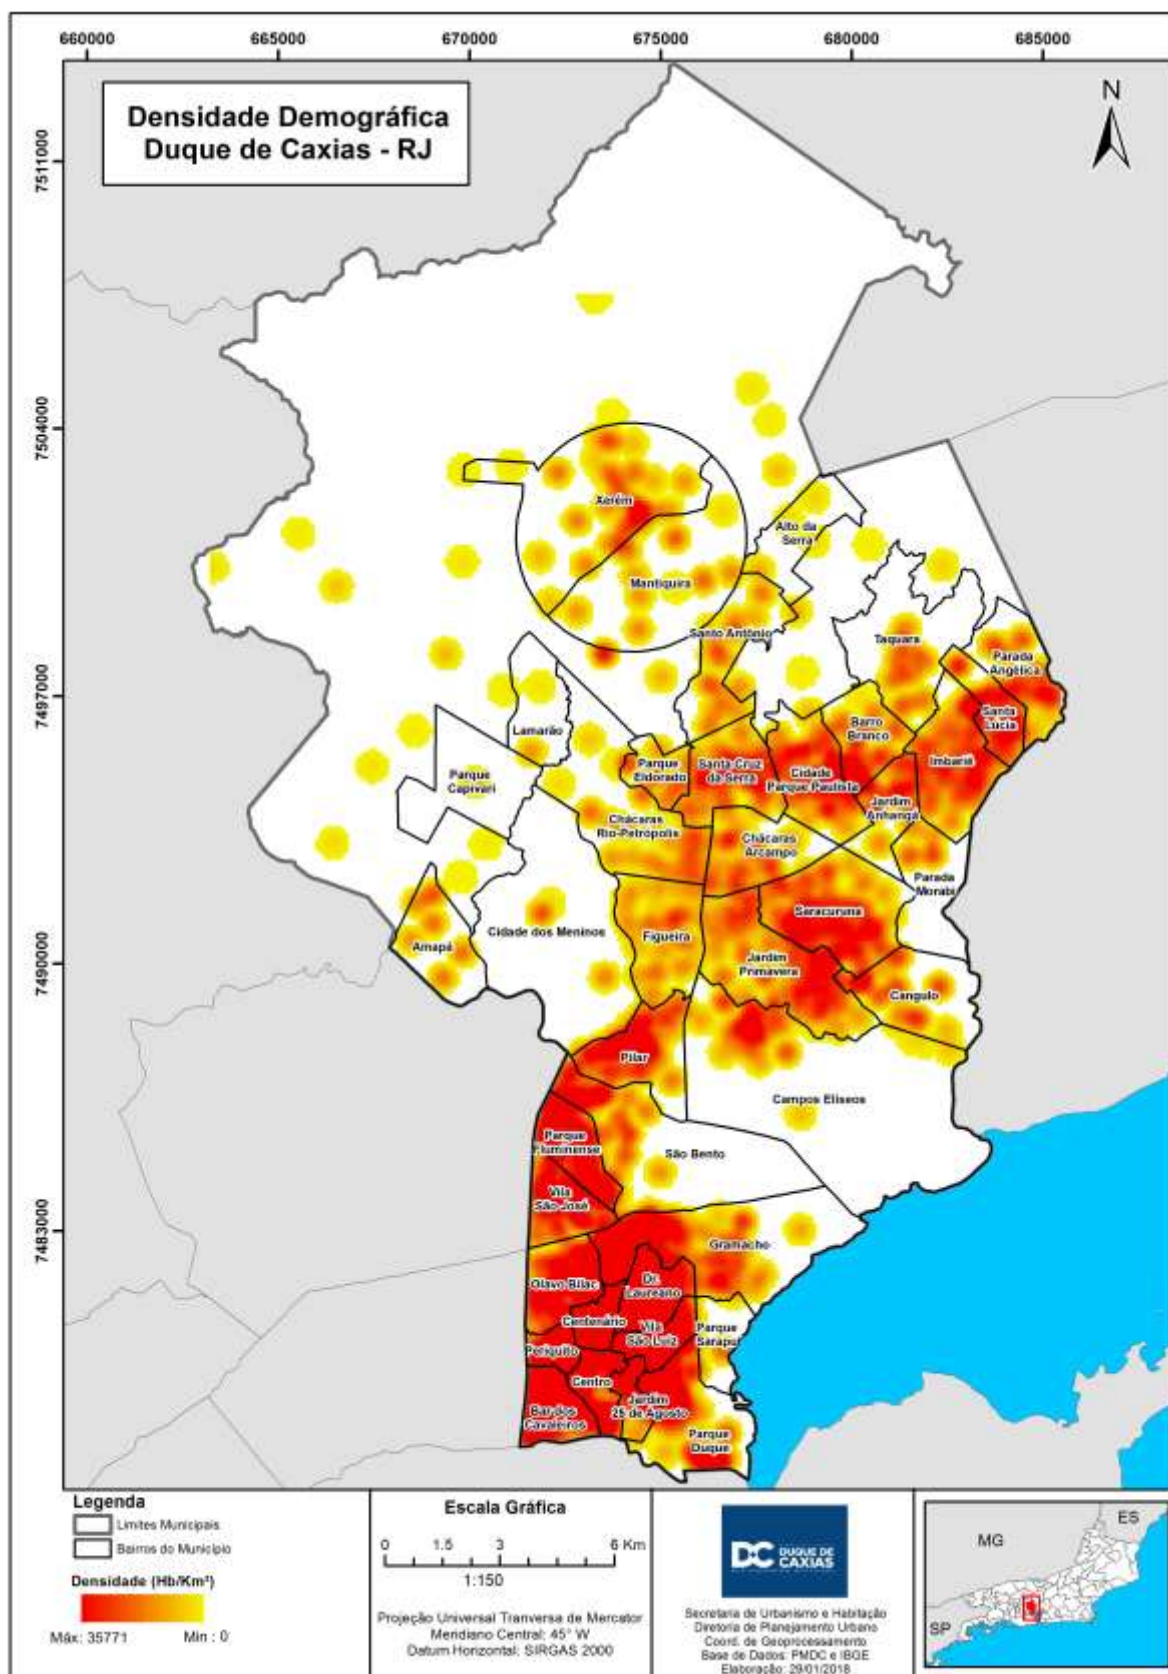 660000 665000 670000 675000 680000 685000
Densidade Demográfica
Duque de Caxias - RJ
N
7511000
7504000
7497000
7490000
7483000
Xerém
Mantiquira
Alto da
Serra
Santo Antônio
Taquara
Parada
Angélica
Santa
Lúcia
Lamarão
Barro
Branco
Imbariê
Parque
Capivari
Parque
Eldorado
Santa Cruz
da Serra
Cidade
Parque Paulista
Jardim
Anhangá
Chácaras
Rio-Petrópolis
Chácaras
Arcampo
Parada
Morabi
Amapá
Cidade dos Meninos
Figueira
Saracuruna
Jardim
Primavera
Cangulo
Pilar
Campos Elíseos
Parque
Fluminense
São Bento
Vila
São José
Gramacho
Olavo Bilac
Dr.
Laureano
Centenário
Vila
São Luiz
Parque
Sarapuí
Periquito
Centro
Jardim
25 de Agosto
Bar dos
Cavaleiros
Parque
Duque
Legenda
Limites Municipais
Bairros do Município
Densidade (Hb/Km²)
Máx: 35771 Min : 0
Escala Gráfica
0 1.5 3 6 Km
1:150
Projeção Universal Tranversa de Mercator
Meridiano Central: 45° W
Datum Horizontal: SIRGAS 2000
DC DUQUE DE
CAXIAS
Secretaria de Urbanismo e Habitação
Diretoria de Planejamento Urbano
Coord. de Geoprocessamento
Base de Dados: PMDC e IBGE
Elaboração: 29/01/2018
MG
ES
SP